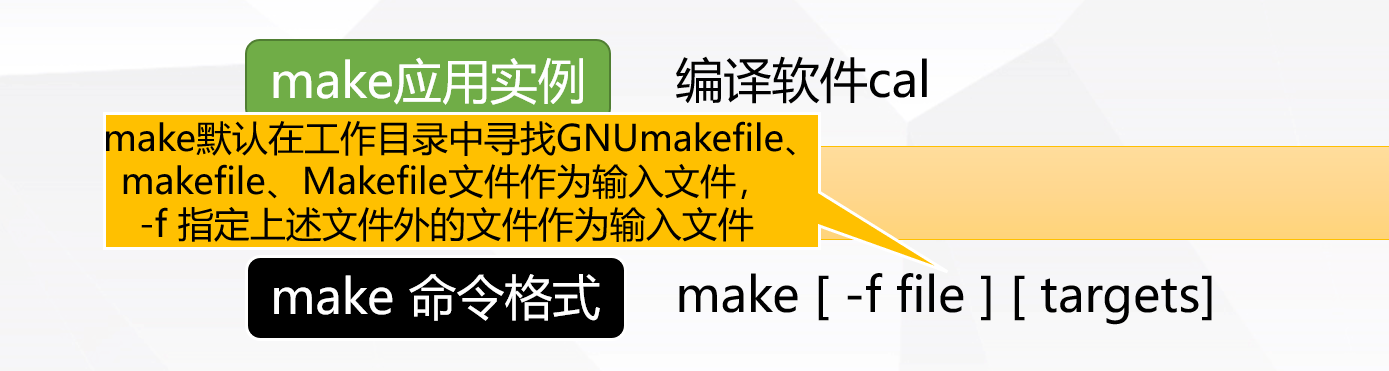 make应用实例 编译软件cal
make默认在工作目录中寻找GNUmakefile、
makefile、Makefile文件作为输入文件，
-f 指定上述文件外的文件作为输入文件
make 命令格式 make [ -f file ] [ targets]